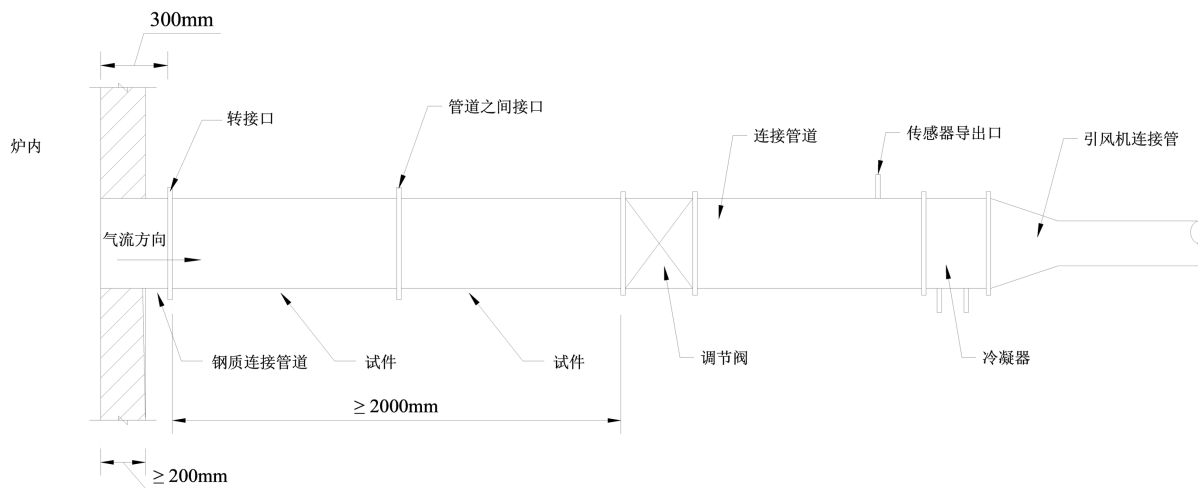 300mm
转接口
管道之间接口
连接管道
传感器导出口
引风机连接管
炉内
气流方向
钢质连接管道
试件
试件
调节阀
冷凝器
≥2000mm
≥200mm